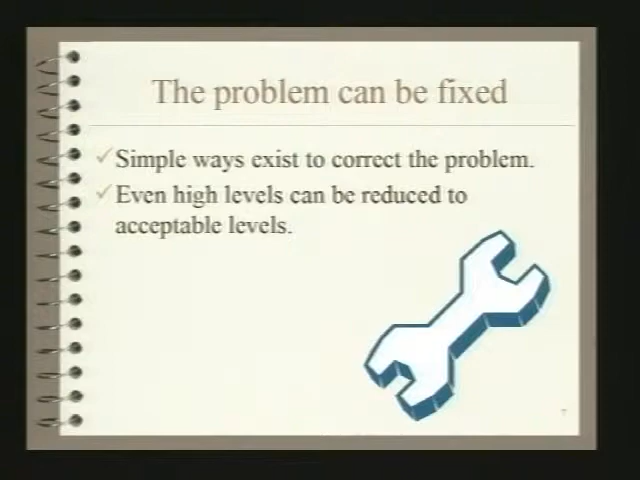 The problem can be fixed
Simple ways exist to correct the problem.
Even high levels can be reduced to
acceptable levels.